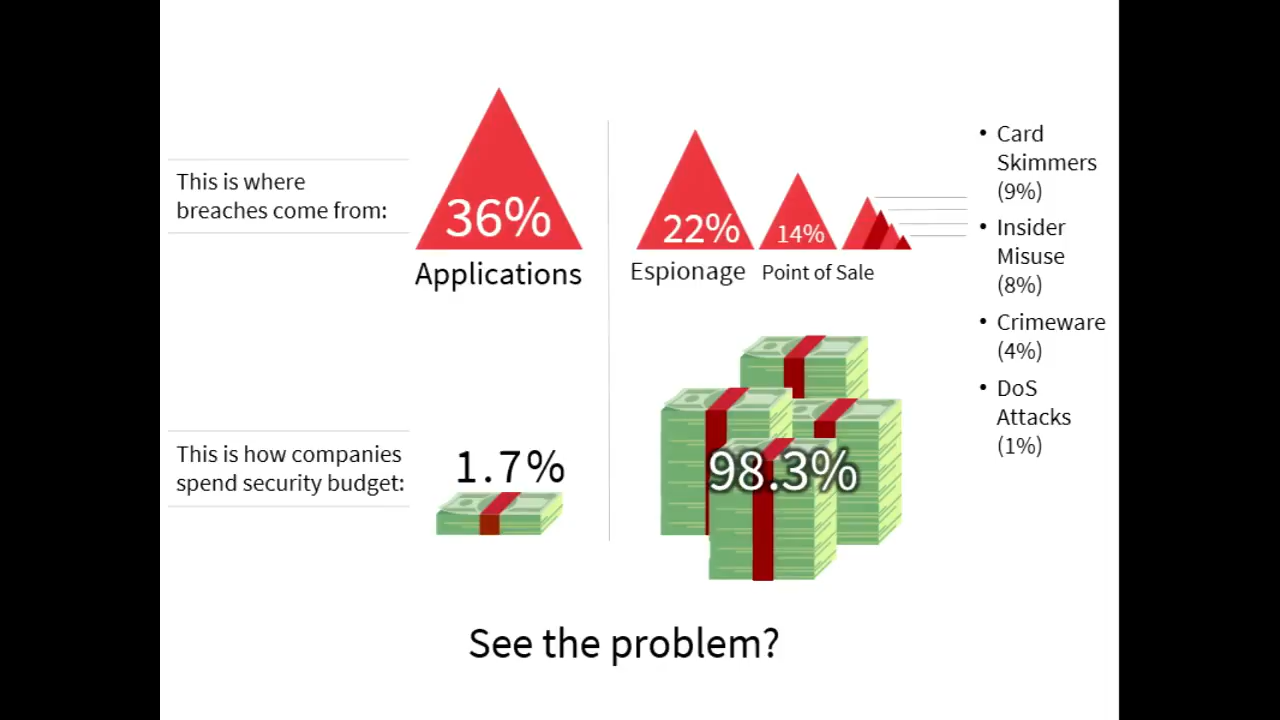 This is where
breaches come from:
36%
Applications
22%
Espionage
14%
Point of Sale
• Card
Skimmers
(9%)
• Insider
Misuse
(8%)
• Crimeware
(4%)
• DoS
Attacks
(1%)
This is how companies
spend security budget:
1.7%
98.3%
See the problem?